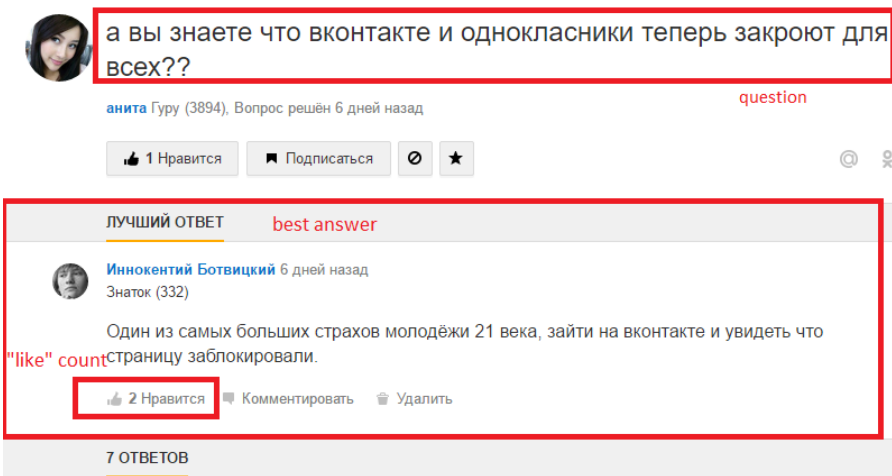 а вы знаете что вконтакте и однокласники теперь закроют для
всех??
question
анита Гуру (3894), Вопрос решён 6 дней назад
1 Нравится Подписаться
ЛУЧШИЙ ОТВЕТ best answer
Иннокентий Ботвицкий 6 дней назад
Знаток (332)
Один из самых больших страхов молодёжи 21 века, зайти на вконтакте и увидеть что
"like" count страницу заблокировали.
2 Нравится Комментировать Удалить
7 ОТВЕТОВ